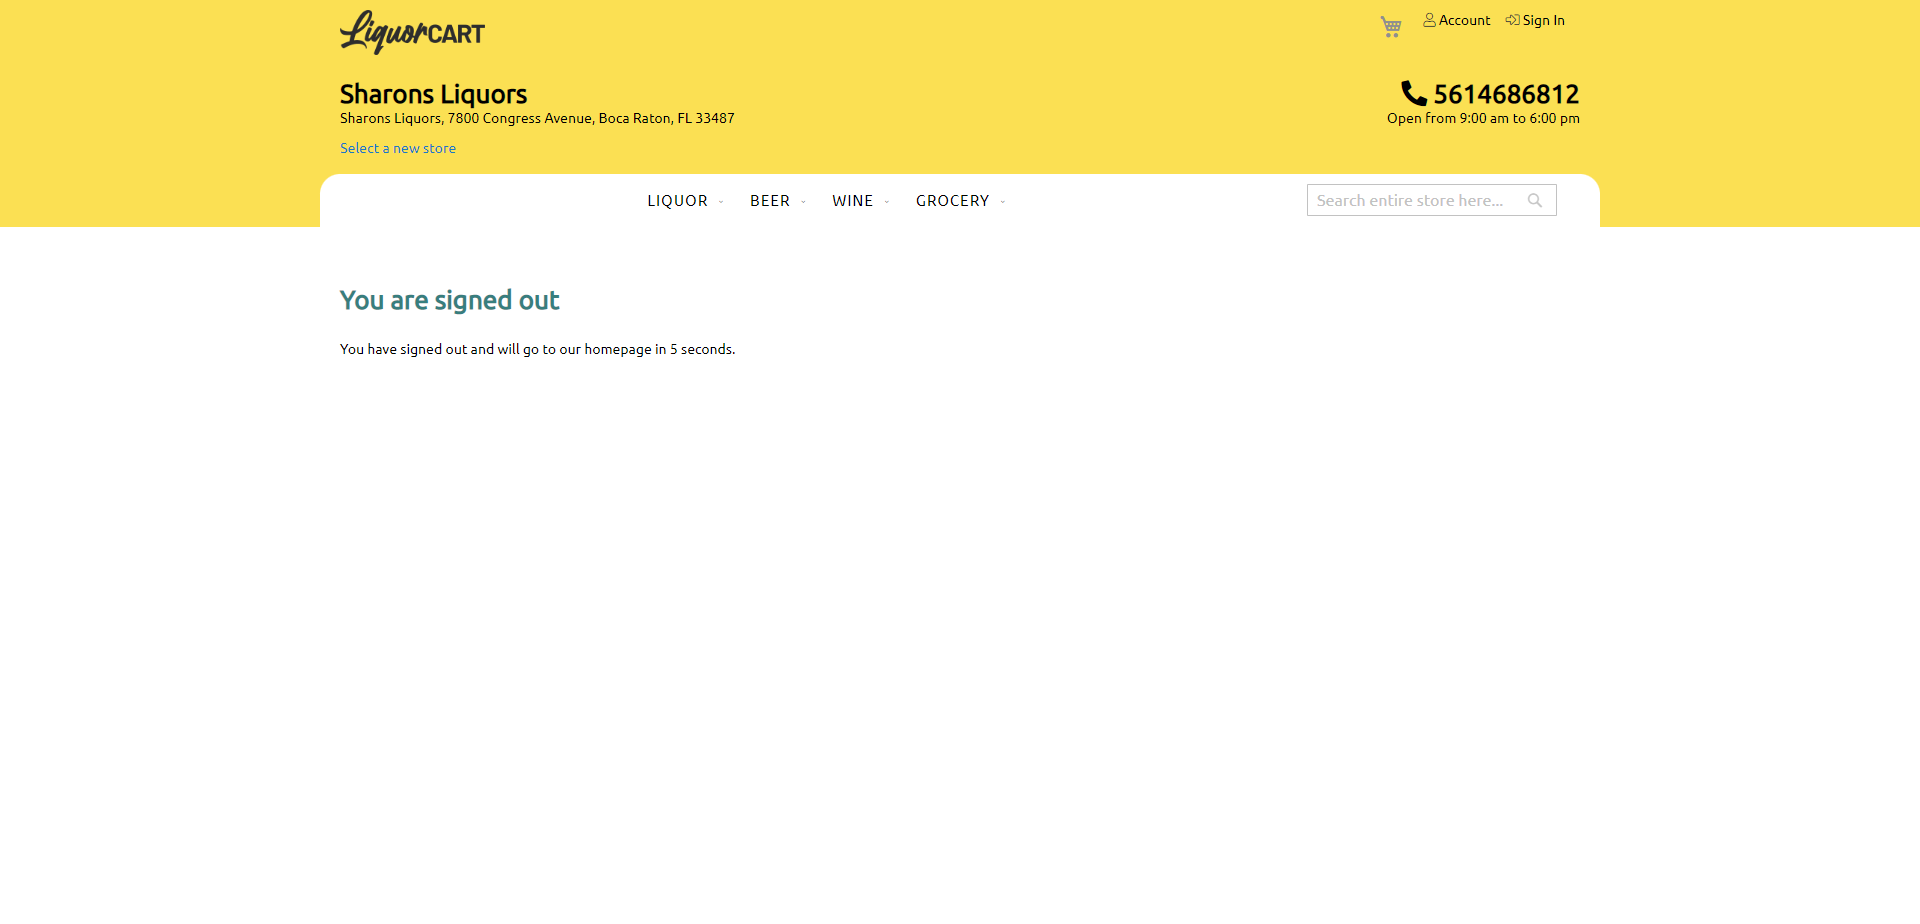 LiquorCART
Account
Sign In
Sharons Liquors
5614686812
Sharons Liquors, 7800 Congress Avenue, Boca Raton, FL 33487
Open from 9:00 am to 6:00 pm
Select a new store
LIQUOR
BEER
WINE
GROCERY
Search entire store here...
You are signed out
You have signed out and will go to our homepage in 5 seconds.